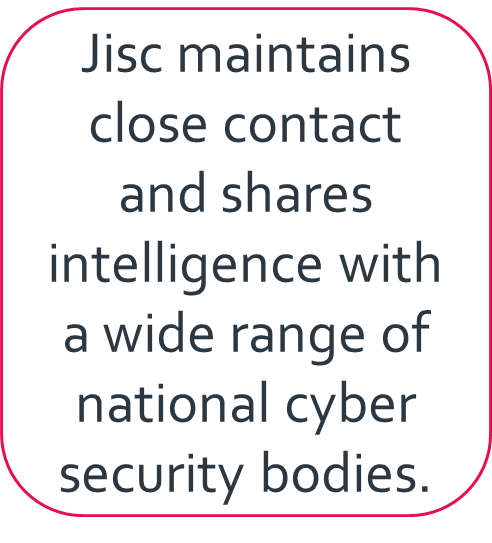 Jisc maintains
close contact
and shares
intelligence with
a wide range of
national cyber
security bodies.